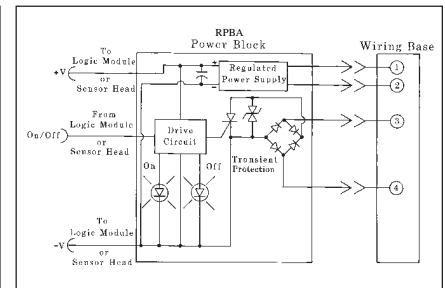 RPBA
Power Block
Wiring Base
To
Logic Module
or
Sensor Head
+V
+
-
Regulated
Power Supply
1
2
From
Logic Module
or
Sensor Head
On/Off
Drive
Circuit
On
Off
Transient
Protection
3
4
To
Logic Module
or
Sensor Head
-V